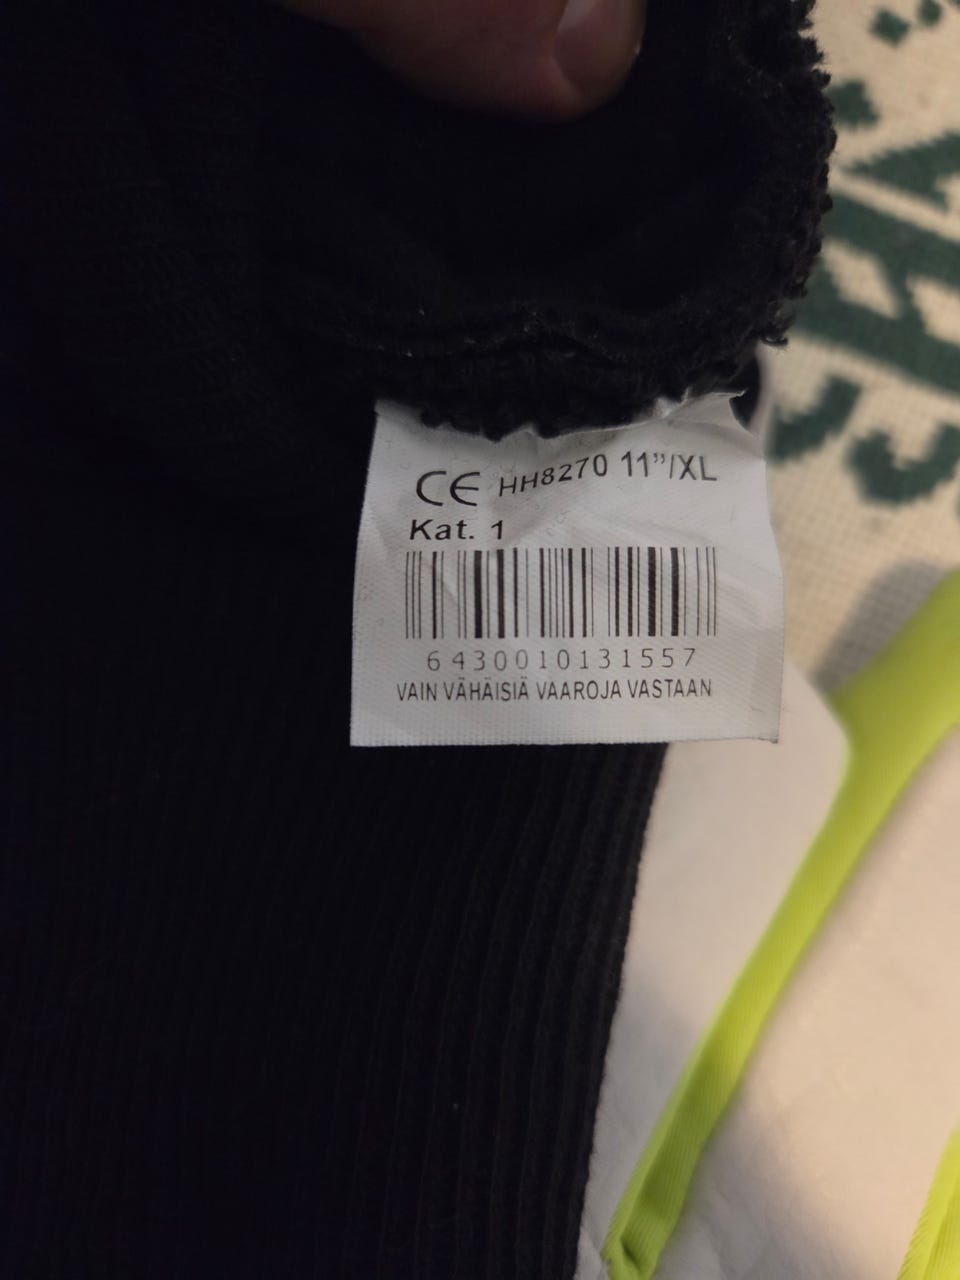 CE HH8270 11”/XL
Kat. 1
6430010131557
VAIN VÄHÄISIÄ VAAROJA VASTAAN